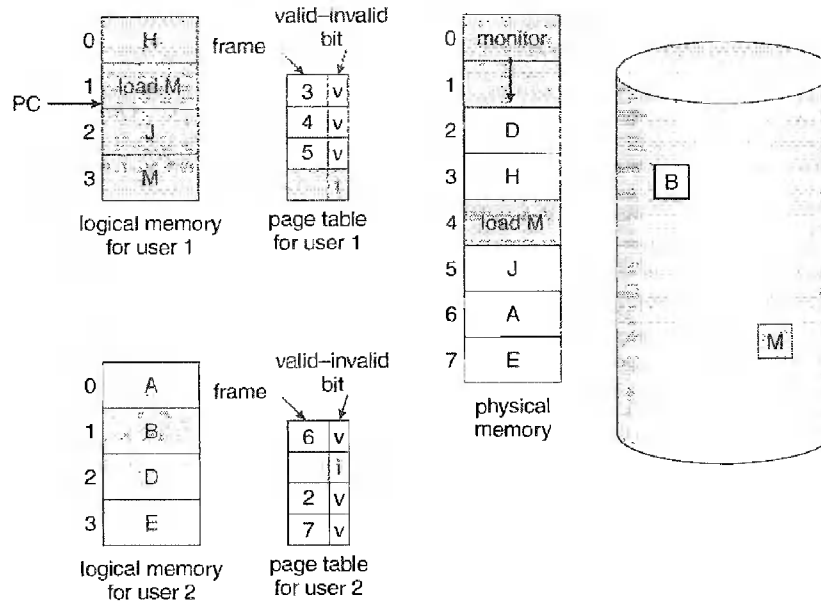 valid–invalid
frame
bit
0 H
1 load M
PC
2 J
3 M
3 v
4 v
5 v
i
logical memory
for user 1
page table
for user 1
0 A
1 B
2 D
3 E
valid–invalid
frame
bit
6 v
i
2 v
7 v
logical memory
for user 2
page table
for user 2
0 monitor
1
2 D
3 H
4 load M
5 J
6 A
7 E
physical
memory
B
M